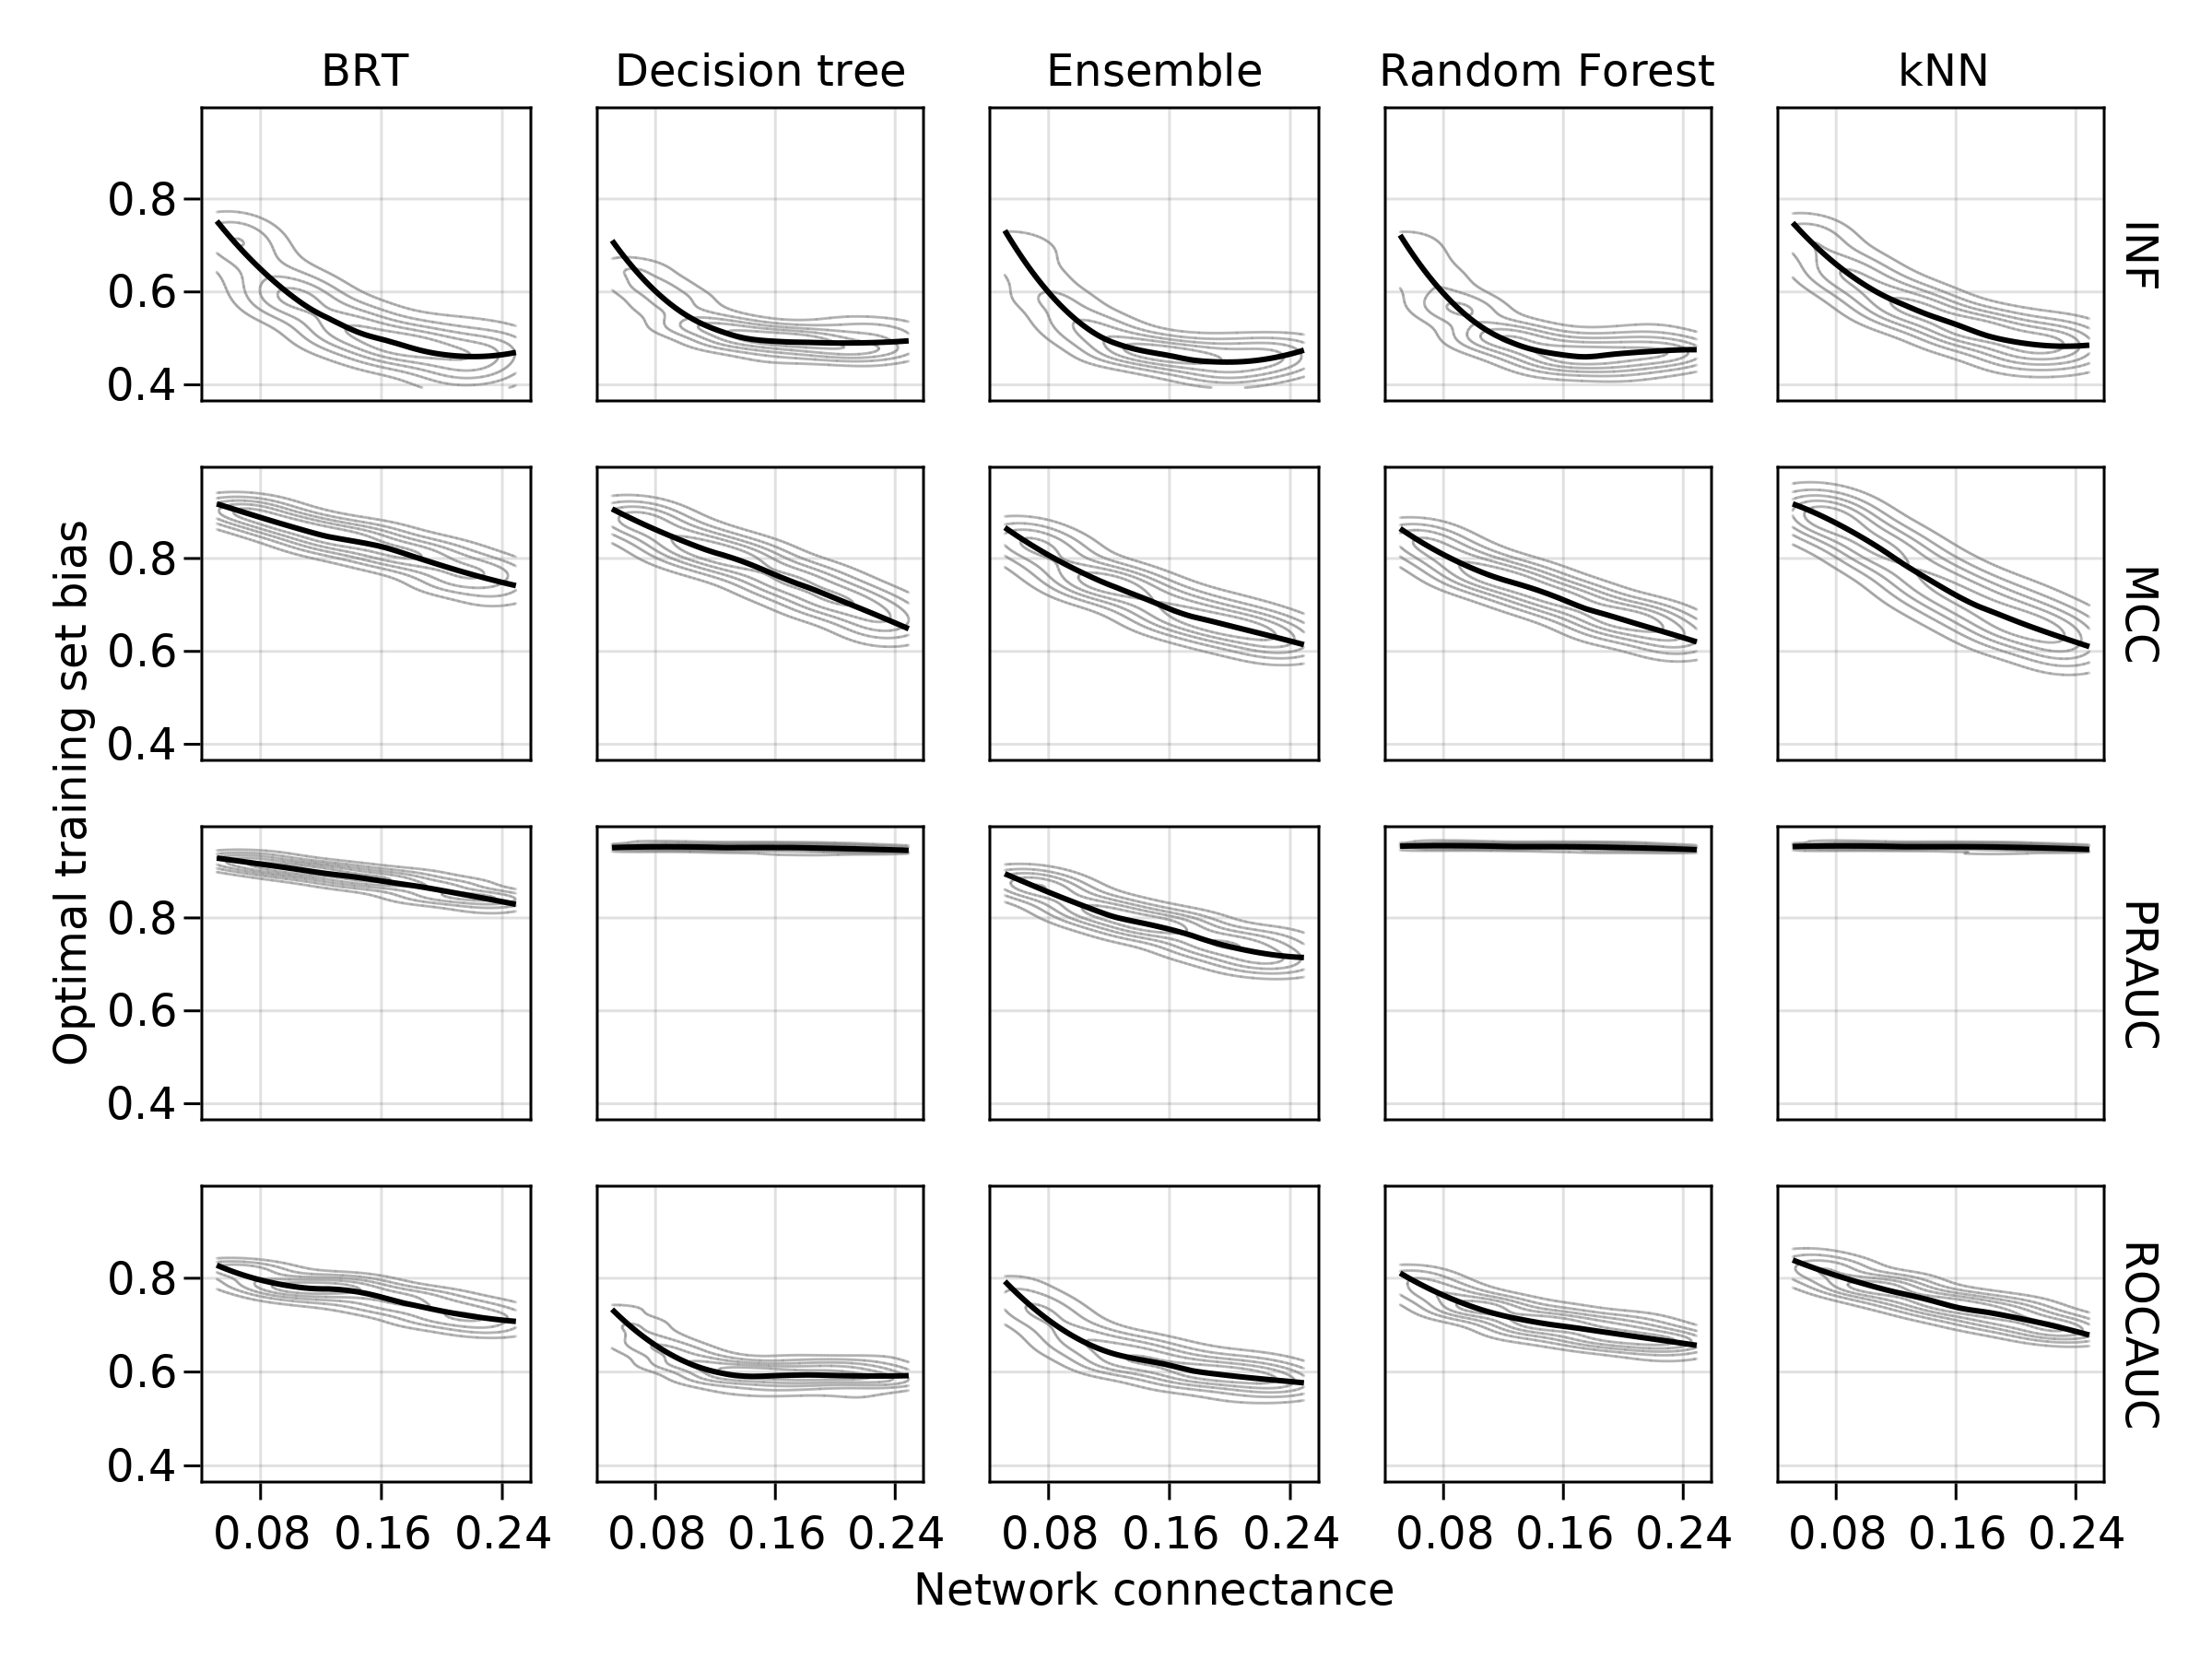 BRT Decision tree Ensemble Random Forest kNN
0.8
0.6
0.4
INF
0.8
0.6
0.4
MCC
Optimal training set bias
0.8
0.6
0.4
PRAUC
0.8
0.6
0.4
ROCAUC
0.08 0.16 0.24 0.08 0.16 0.24 0.08 0.16 0.24 0.08 0.16 0.24 0.08 0.16 0.24
Network connectance